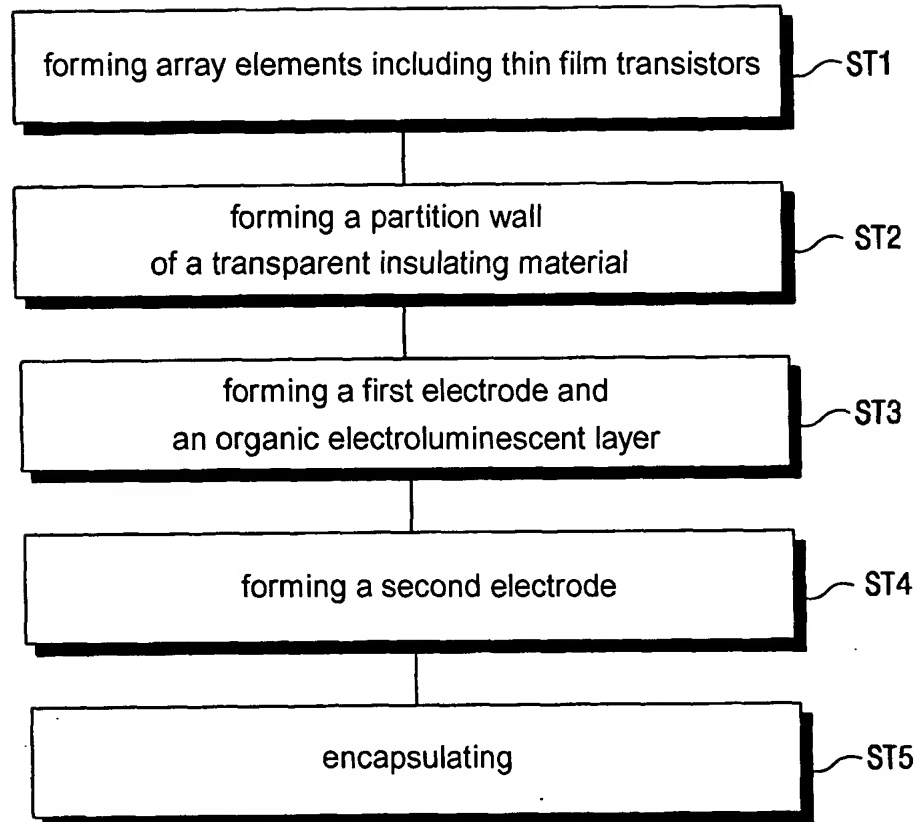 forming array elements including thin film transistors
ST1
forming a partition wall
of a transparent insulating material
ST2
forming a first electrode and
an organic electroluminescent layer
ST3
forming a second electrode
ST4
encapsulating
ST5